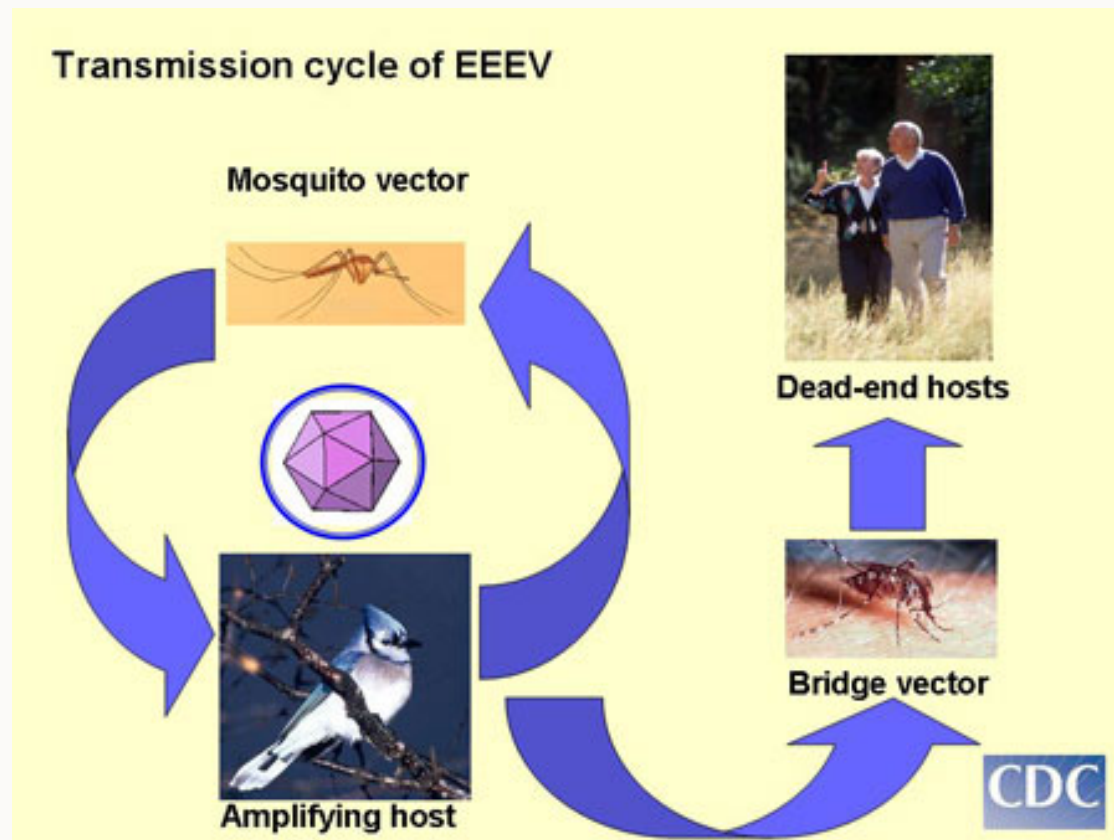 Transmission cycle of EEEV
Mosquito vector
Dead-end hosts
Bridge vector
Amplifying host
CDC